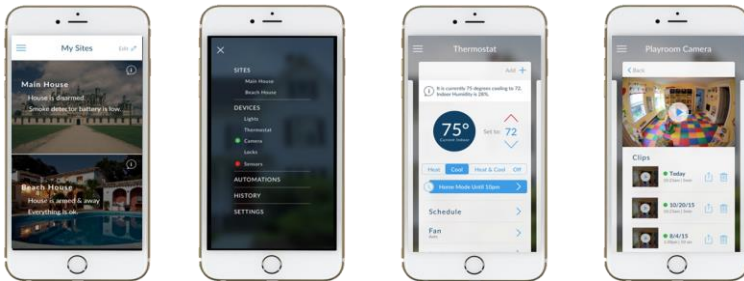 My Sites
Edit
Main House
House is disarmed
Smoke detector battery is low.
Beach House
House is armed & away
Everything is ok.
SITES
Main House
Beach House
DEVICES
Lights
Thermostat
Camera
Locks
Sensors
AUTOMATIONS
HISTORY
SETTINGS
Thermostat
Add +
It is currently 75 degrees cooling to 72.
Indoor Humidity is 28%.
75°
Set to 72
Heat Cool Heat & Cool Off
Home Mode Until 10pm
Schedule
Fan
Playroom Camera
Back
Clips
Today
10/20/15
8/4/15